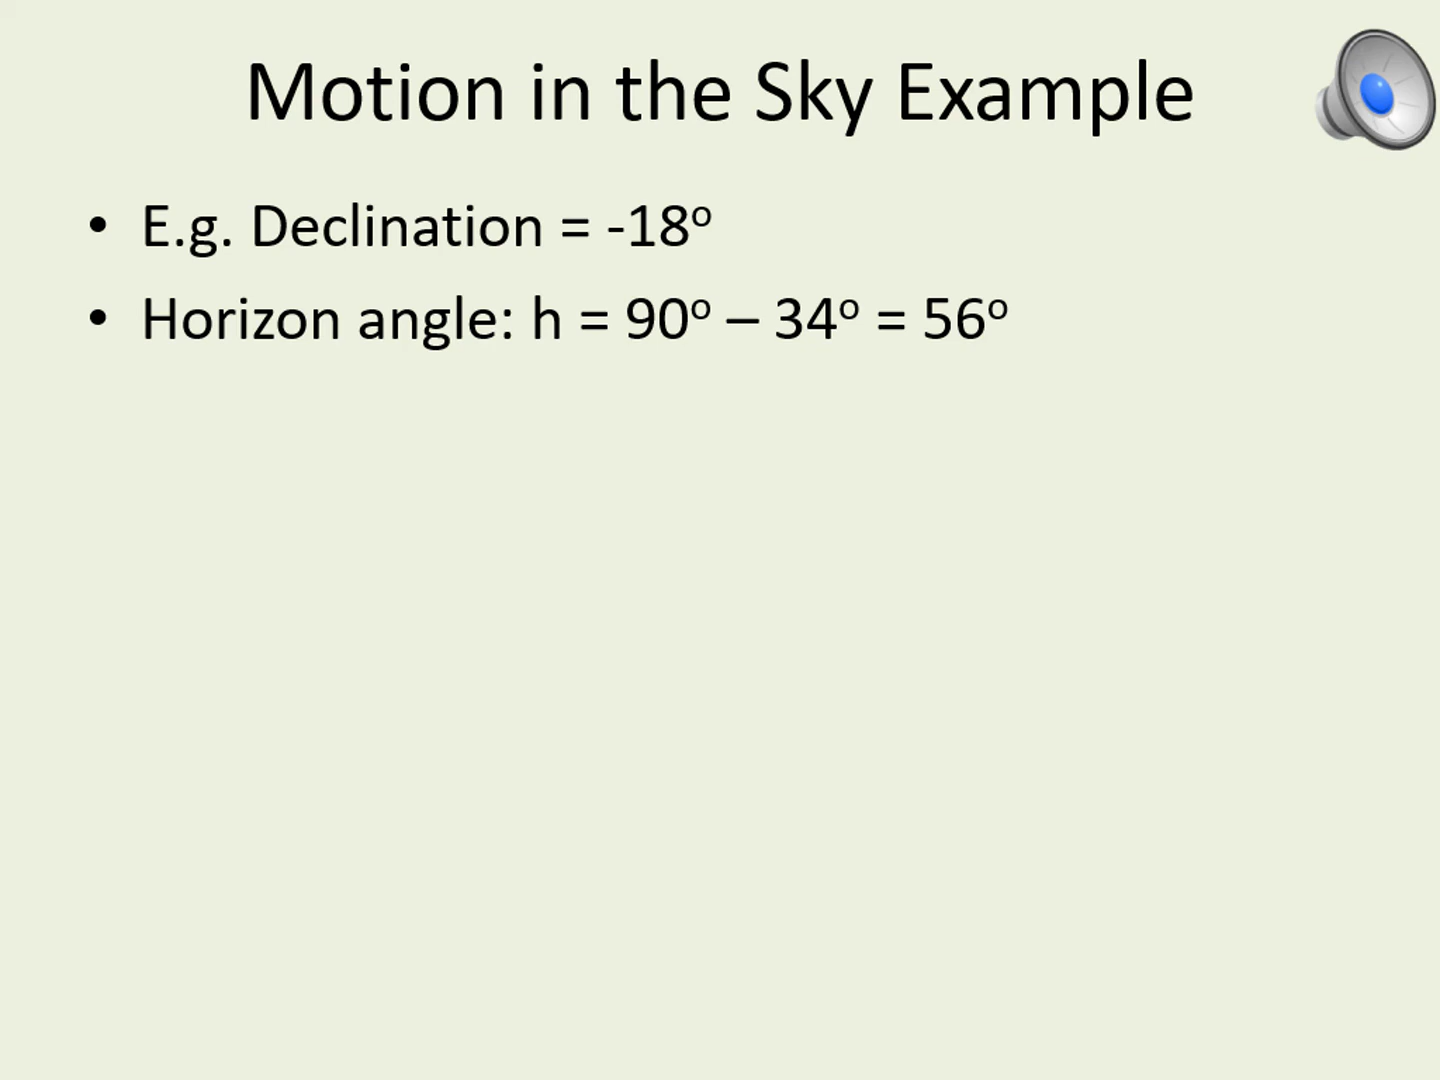 Motion in the Sky Example
• E.g. Declination = -18º
• Horizon angle: h = 90º – 34º = 56º